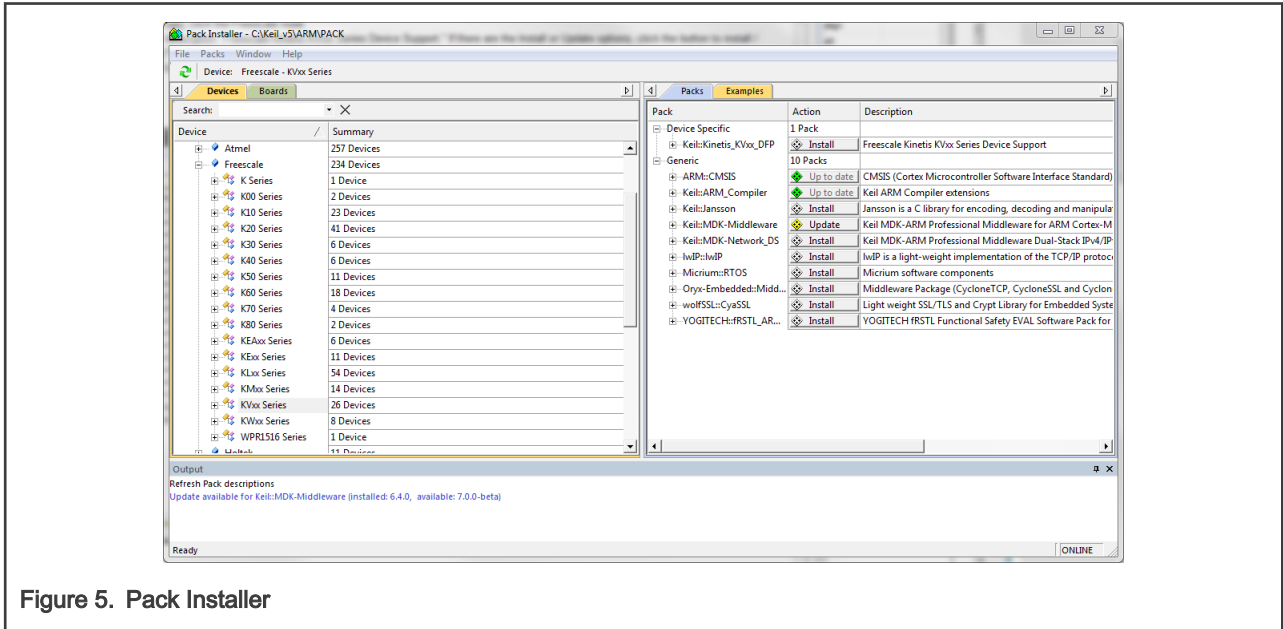 Pack Installer - C:\Keil_v5\ARM\PACK
File Packs Window Help
Device: Freescale - KVxx Series
Devices Boards
Search:
Device / Summary
Atmel 257 Devices
Freescale 234 Devices
K Series 1 Device
K00 Series 2 Devices
K10 Series 23 Devices
K20 Series 41 Devices
K30 Series 6 Devices
K40 Series 6 Devices
K50 Series 11 Devices
K60 Series 18 Devices
K70 Series 4 Devices
K80 Series 2 Devices
KEAxx Series 6 Devices
KExx Series 11 Devices
KLxx Series 54 Devices
KMxx Series 14 Devices
KVxx Series 26 Devices
KWxx Series 8 Devices
WPR1516 Series 1 Device
Holtek 11 Devices
Packs Examples
Pack Action Description
Device Specific 1 Pack
Keil::Kinetis_KVxx_DFP Install Freescale Kinetis KVxx Series Device Support
Generic 10 Packs
ARM::CMSIS Up to date CMSIS (Cortex Microcontroller Software Interface Standard)
Keil::ARM_Compiler Up to date Keil ARM Compiler extensions
Keil::Jansson Install Jansson is a C library for encoding, decoding and manipula
Keil::MDK-Middleware Update Keil MDK-ARM Professional Middleware for ARM Cortex-M
Keil::MDK-Network_DS Install Keil MDK-ARM Professional Middleware Dual-Stack IPv4/IP
lwIP::lwIP Install lwIP is a light-weight implementation of the TCP/IP protoc
Micrium::RTOS Install Micrium software components
Oryx-Embedded::Midd... Install Middleware Package (CycloneTCP, CycloneSSL and Cyclon
wolfSSL::CyaSSL Install Light weight SSL/TLS and Crypt Library for Embedded Syste
YOGITECH::fRSTL_AR... Install YOGITECH fRSTL Functional Safety EVAL Software Pack for
Output
Refresh Pack descriptions
Update available for Keil::MDK-Middleware (installed: 6.4.0, available: 7.0.0-beta)
Ready ONLINE
Figure 5. Pack Installer